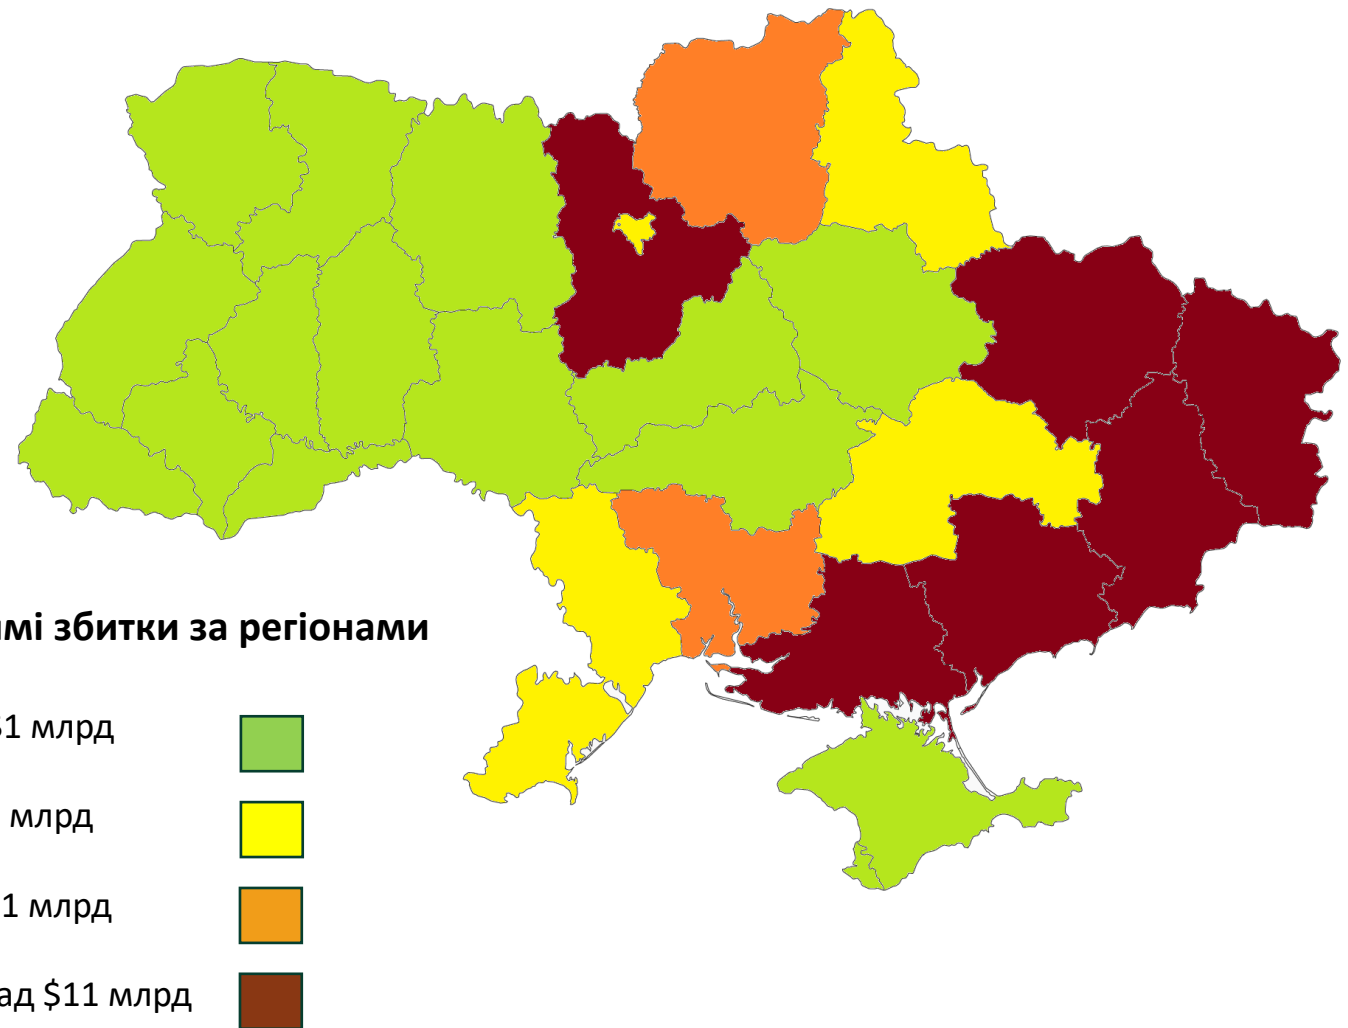 мі збитки за регіонами
$1 млрд
млрд
1 млрд
ад $11 млрд